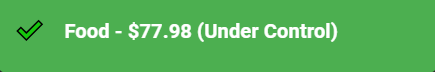 Food - $77.98 (Under Control)